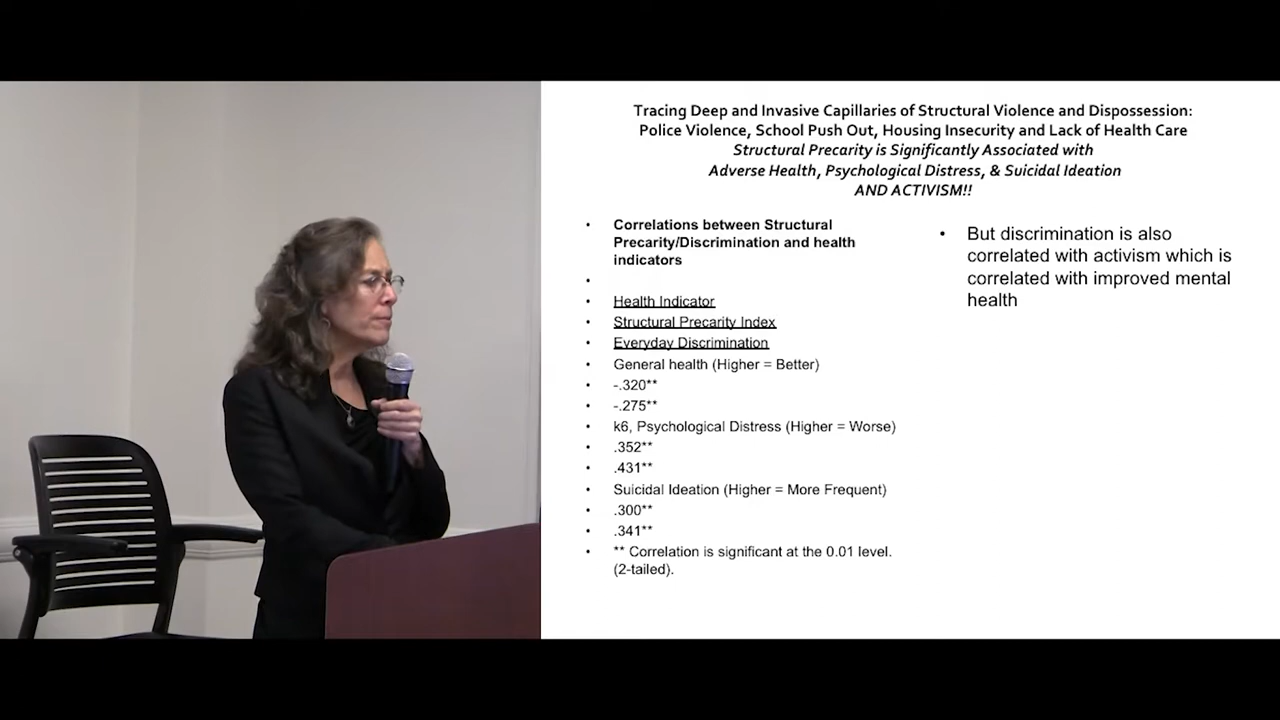 Tracing Deep and Invasive Capillaries of Structural Violence and Dispossession:
Police Violence, School Push Out, Housing Insecurity and Lack of Health Care
Structural Precarity is Significantly Associated with
Adverse Health, Psychological Distress, & Suicidal Ideation
AND ACTIVISM!!
• Correlations between Structural
Precarity/Discrimination and health
indicators
•
• Health Indicator
• Structural Precarity Index
• Everyday Discrimination
• General health (Higher = Better)
• -.320**
• -.275**
• k6, Psychological Distress (Higher = Worse)
• .352**
• .431**
• Suicidal Ideation (Higher = More Frequent)
• .300**
• .341**
• ** Correlation is significant at the 0.01 level.
(2-tailed).
• But discrimination is also
correlated with activism which is
correlated with improved mental
health